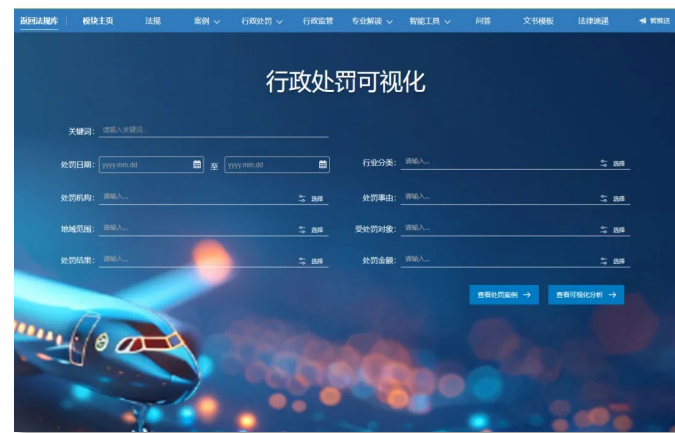 返回法规库 模块主页 法规 案例 行政处罚 行政监管 专业解读 智能工具 问答 文书模板 法律速递 智推送
行政处罚可视化
关键词: 请输入关键词...
处罚日期: yyyy.mm.dd 至 yyyy.mm.dd 行业分类: 请输入... 选择
处罚机构: 请输入... 选择 处罚事由: 请输入... 选择
地域范围: 请输入... 选择 受处罚对象: 请输入... 选择
处罚结果: 请输入... 选择 处罚金额: 请输入... 选择
查看处罚案例 → 查看可视化分析 →